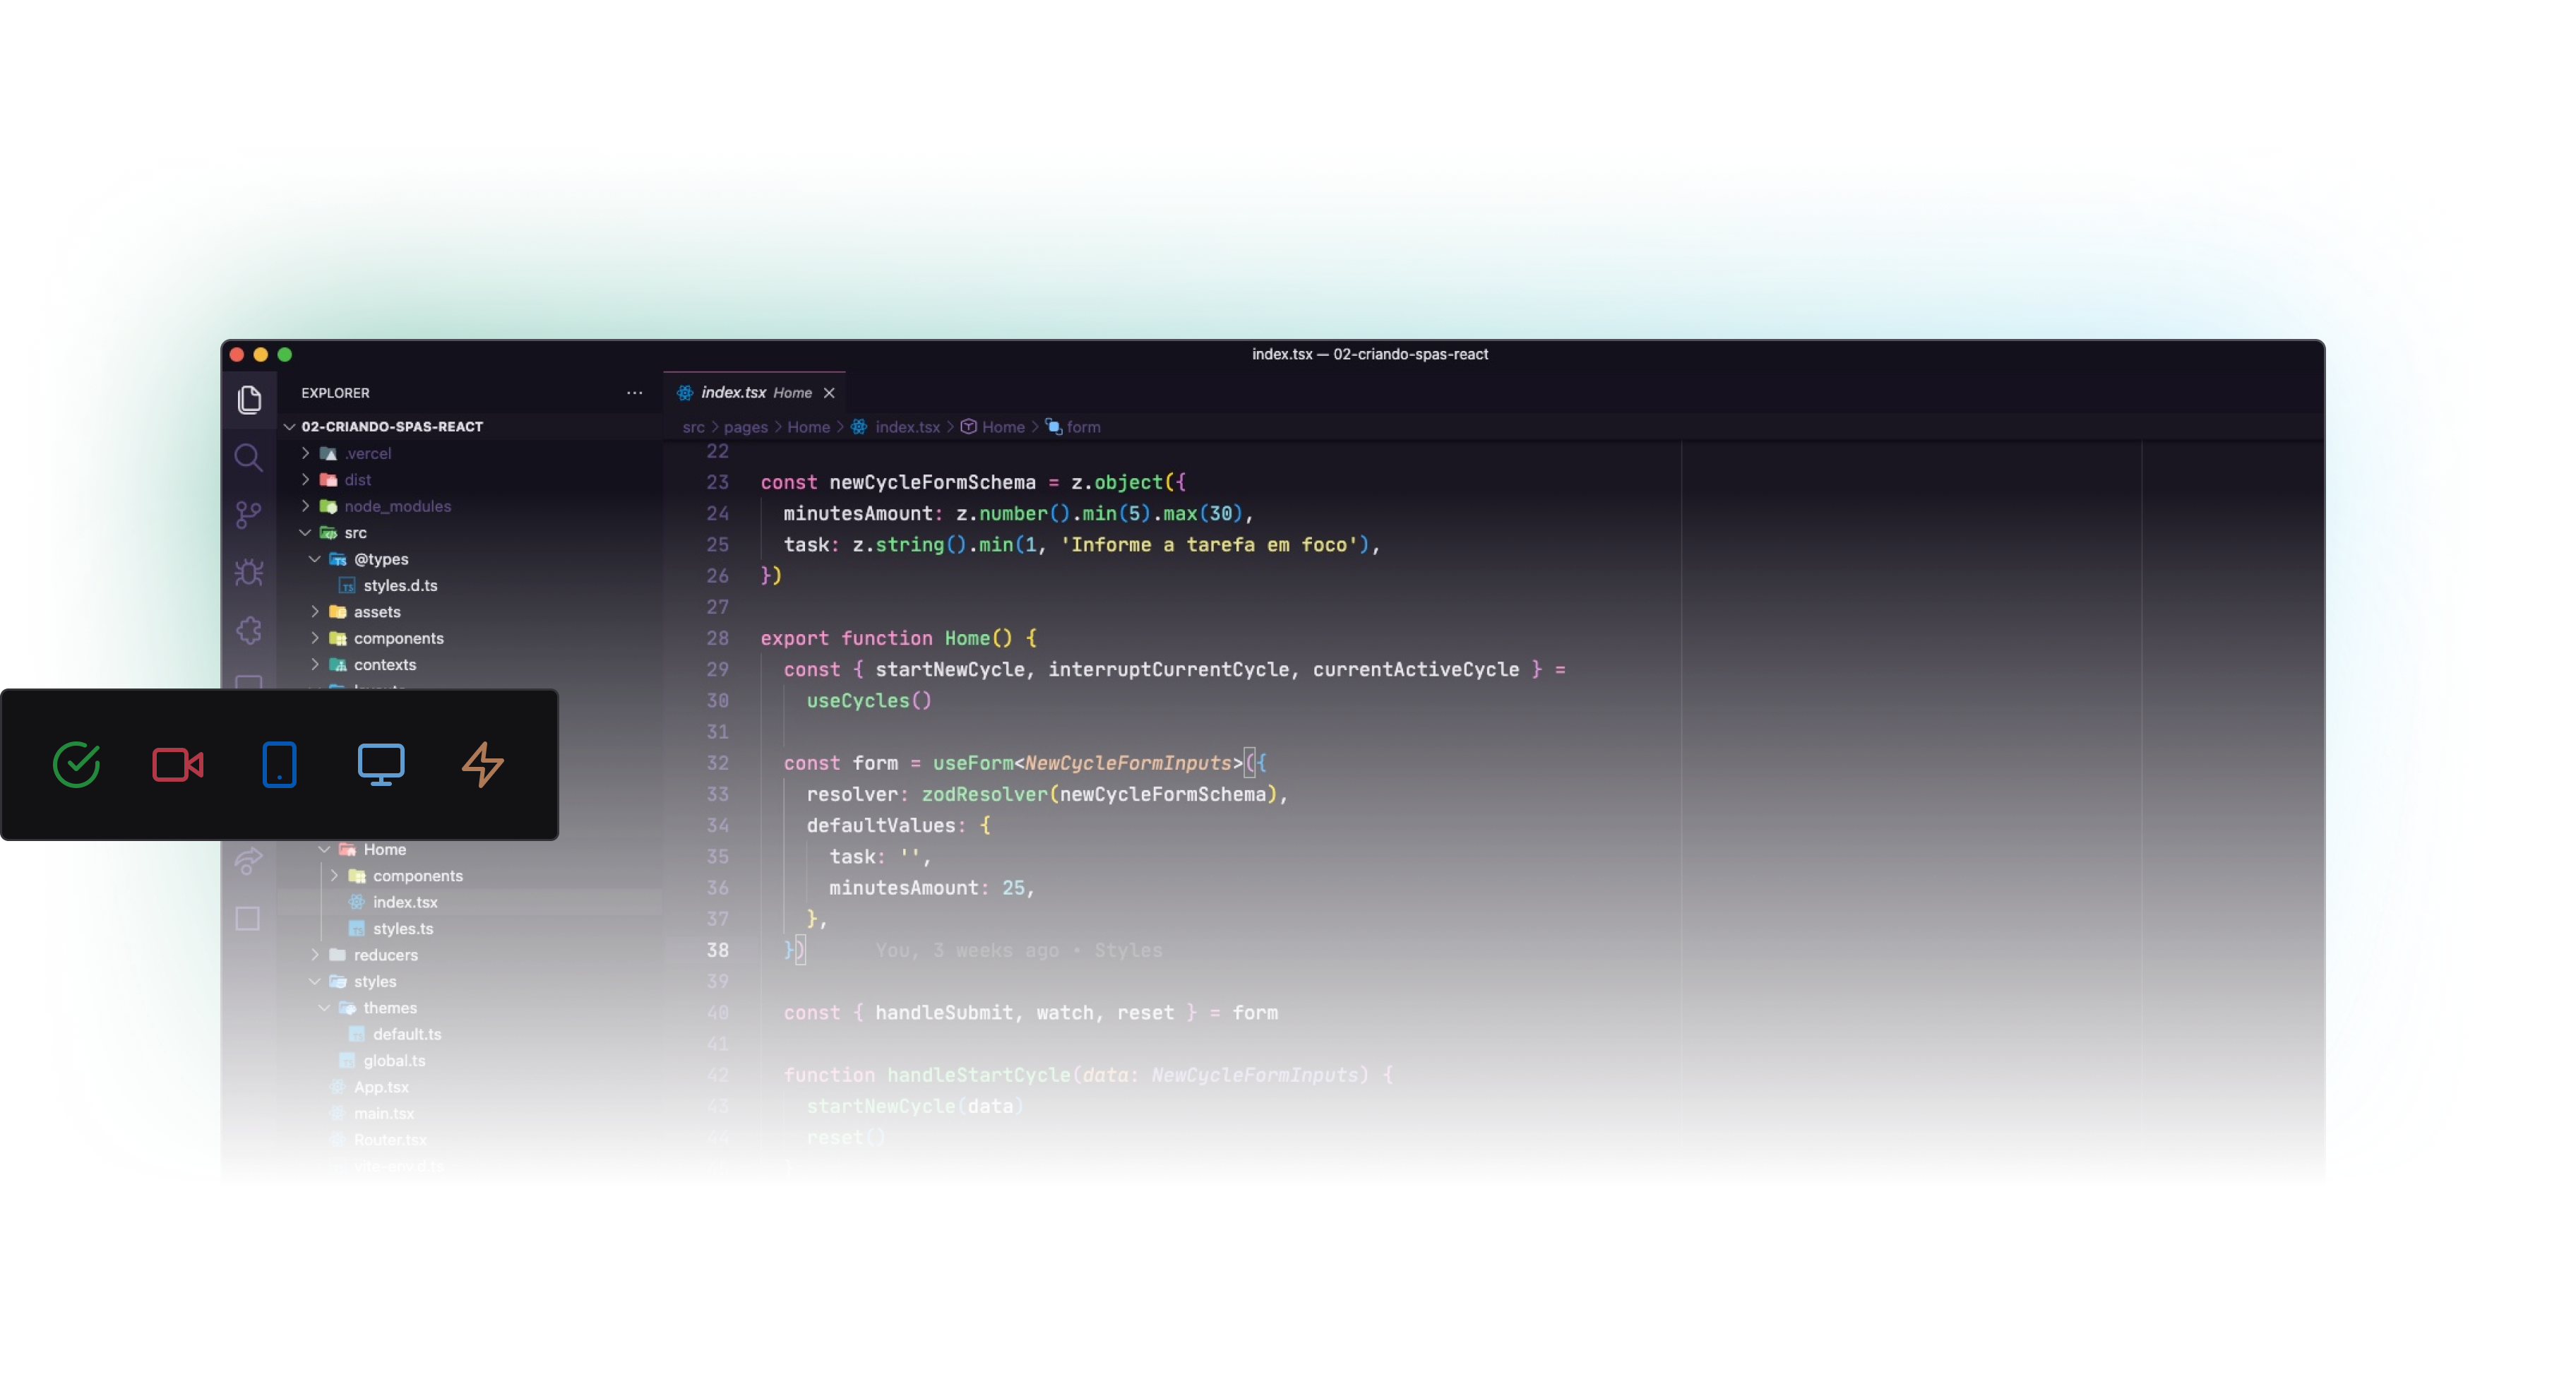 index.tsx — 02-criando-spas-react
EXPLORER
02-CRIANDO-SPAS-REACT
.vercel
dist
node_modules
src
@types
styles.d.ts
assets
components
contexts
Home
components
index.tsx
styles.ts
reducers
styles
themes
default.ts
global.ts
App.tsx
main.tsx
Router.tsx
index.tsx Home
src > pages > Home > index.tsx > Home > form
22
23 const newCycleFormSchema = z.object({
24 minutesAmount: z.number().min(5).max(30),
25 task: z.string().min(1, 'Informe a tarefa em foco'),
26 })
27
28 export function Home() {
29 const { startNewCycle, interruptCurrentCycle, currentActiveCycle } =
30 useCycles()
31
32 const form = useForm<NewCycleFormInputs>({
33 resolver: zodResolver(newCycleFormSchema),
34 defaultValues: {
35 task: '',
36 minutesAmount: 25,
37 },
38 }) You, 3 weeks ago • Styles
39
40 const { handleSubmit, watch, reset } = form
41
42 function handleStartCycle(data: NewCycleFormInputs) {
43 startNewCycle(data)
44 reset()